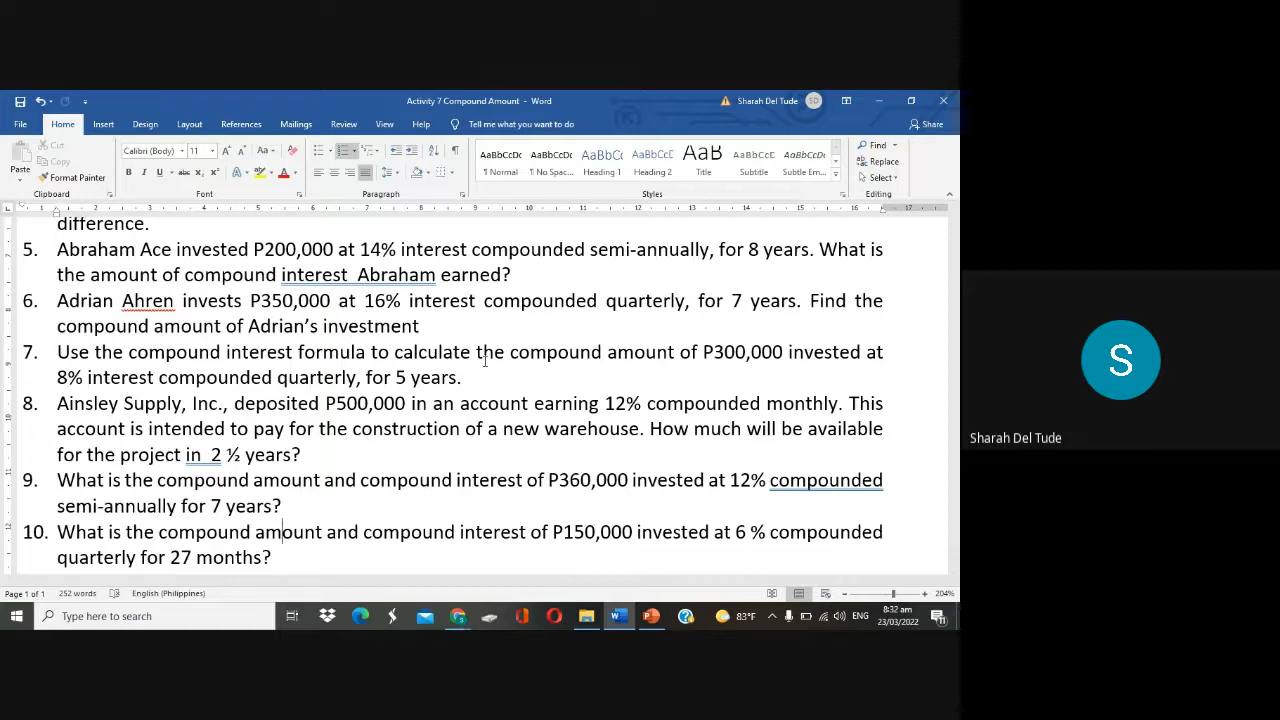 Activity 7 Compound Amount - Word
Sharah Del Tude
SD
File Home Insert Design Layout References Mailings Review View Help Tell me what you want to do
Share
Paste
Cut
Copy
Format Painter
Clipboard
Calibri (Body) 11
Font
Paragraph
AaBbCcDc AaBbCcDc AaBbCc AaBbCcD AaB AaBbCcD AaBbCcDc
¶ Normal ¶ No Spac... Heading 1 Heading 2 Title Subtitle Subtle Em...
Styles
Find
Replace
Select
Editing
difference.
5. Abraham Ace invested P200,000 at 14% interest compounded semi-annually, for 8 years. What is
the amount of compound interest Abraham earned?
6. Adrian Ahren invests P350,000 at 16% interest compounded quarterly, for 7 years. Find the
compound amount of Adrian’s investment
7. Use the compound interest formula to calculate the compound amount of P300,000 invested at
8% interest compounded quarterly, for 5 years.
8. Ainsley Supply, Inc., deposited P500,000 in an account earning 12% compounded monthly. This
account is intended to pay for the construction of a new warehouse. How much will be available
for the project in 2 ½ years?
9. What is the compound amount and compound interest of P360,000 invested at 12% compounded
semi-annually for 7 years?
10. What is the compound amount and compound interest of P150,000 invested at 6 % compounded
quarterly for 27 months?
Page 1 of 1 252 words English (Philippines)
204%
Type here to search
83°F
ENG
8:32 am
23/03/2022
S
Sharah Del Tude